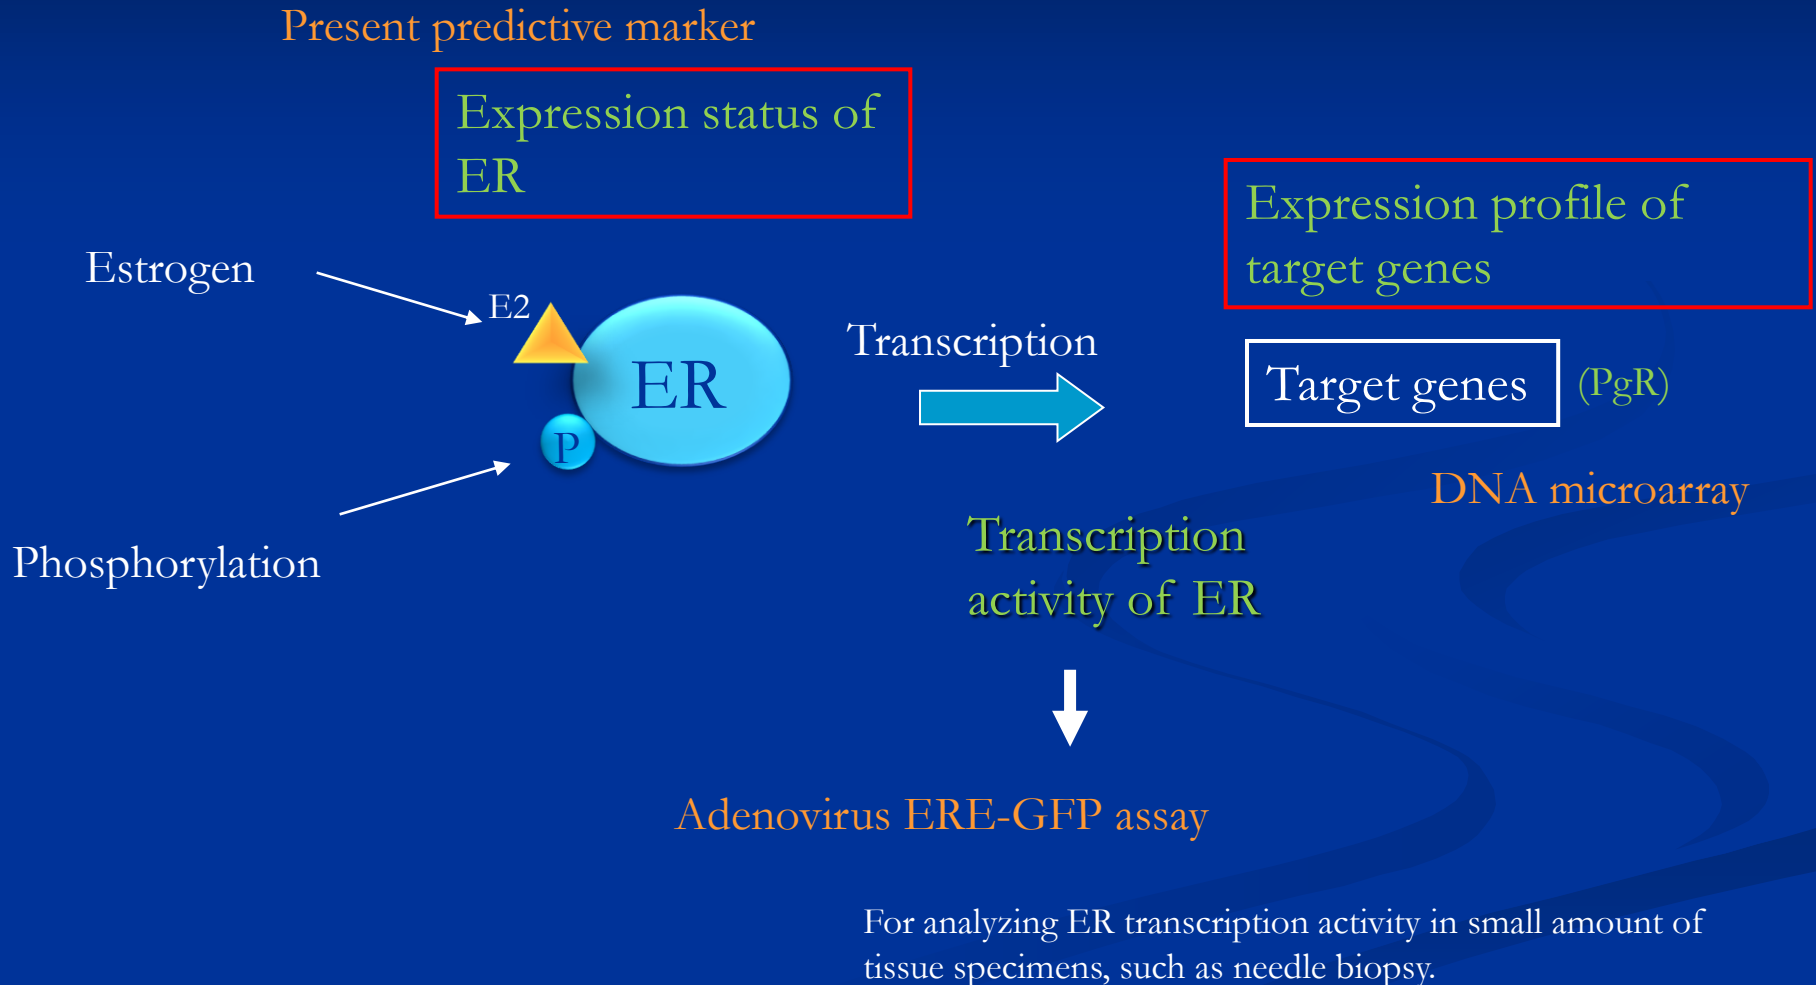 Present predictive marker
Expression status of
ER
Expression profile of
target genes
Estrogen
E2
ER
P
Phosphorylation
Transcription
Target genes
(PgR)
DNA microarray
Transcription
activity of ER
Adenovirus ERE-GFP assay
For analyzing ER transcription activity in small amount of
tissue specimens, such as needle biopsy.